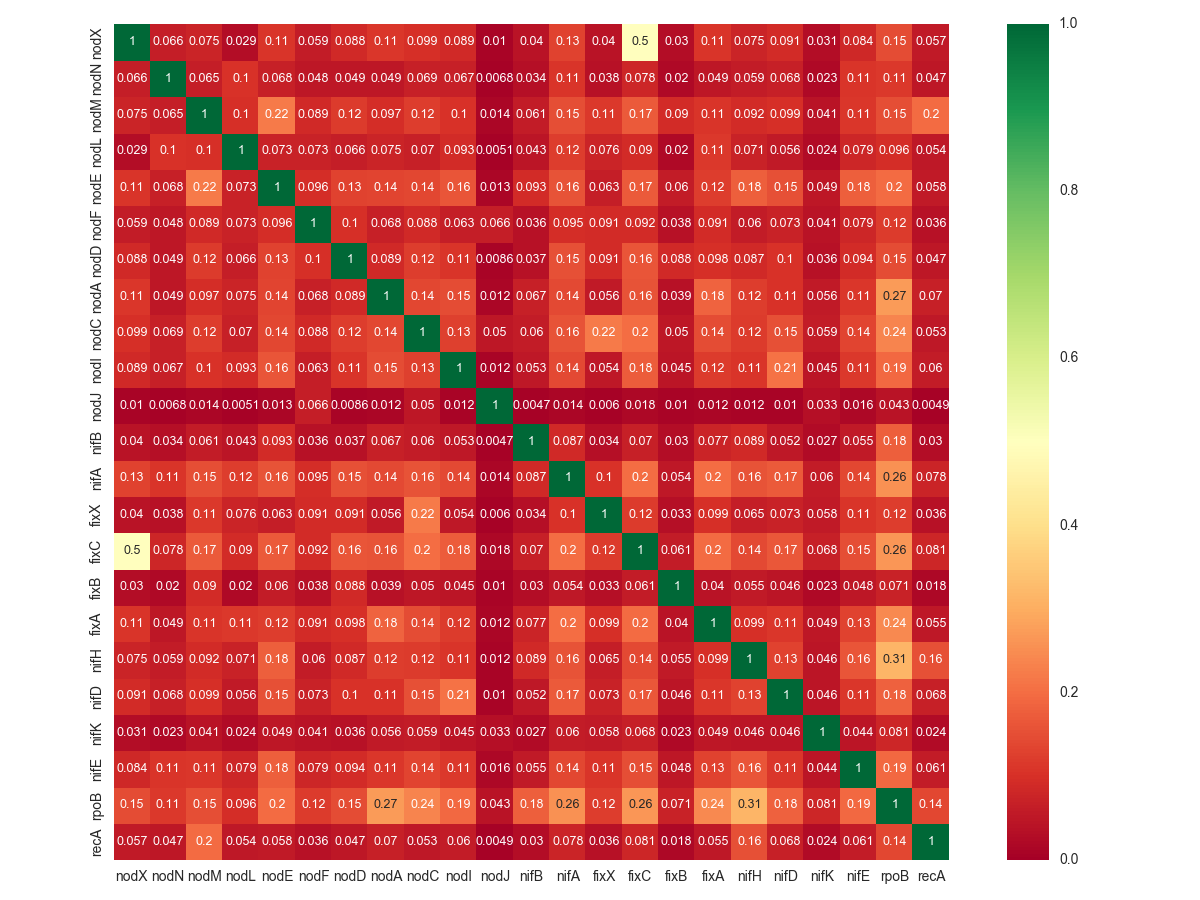 nodX 1 0.066 0.075 0.029 0.11 0.059 0.088 0.11 0.099 0.089 0.01 0.04 0.13 0.04 0.5 0.03 0.11 0.075 0.091 0.031 0.084 0.15 0.057 1.0
nodN 0.066 1 0.065 0.1 0.068 0.048 0.049 0.049 0.069 0.067 0.0068 0.034 0.11 0.038 0.078 0.02 0.049 0.059 0.068 0.023 0.11 0.11 0.047
nodM 0.075 0.065 1 0.1 0.22 0.089 0.12 0.097 0.12 0.1 0.014 0.061 0.15 0.11 0.17 0.09 0.11 0.092 0.099 0.041 0.11 0.15 0.2
nodL 0.029 0.1 0.1 1 0.073 0.073 0.066 0.075 0.07 0.093 0.0051 0.043 0.12 0.076 0.09 0.02 0.11 0.071 0.056 0.024 0.079 0.096 0.054
nodE 0.11 0.068 0.22 0.073 1 0.096 0.13 0.14 0.14 0.16 0.013 0.093 0.16 0.063 0.17 0.06 0.12 0.18 0.15 0.049 0.18 0.2 0.058 0.8
nodF 0.059 0.048 0.089 0.073 0.096 1 0.1 0.068 0.088 0.063 0.066 0.036 0.095 0.091 0.092 0.038 0.091 0.06 0.073 0.041 0.079 0.12 0.036
nodD 0.088 0.049 0.12 0.066 0.13 0.1 1 0.089 0.12 0.11 0.0086 0.037 0.15 0.091 0.16 0.088 0.098 0.087 0.1 0.036 0.094 0.15 0.047
nodA 0.11 0.049 0.097 0.075 0.14 0.068 0.089 1 0.14 0.15 0.012 0.067 0.14 0.056 0.16 0.039 0.18 0.12 0.11 0.056 0.11 0.27 0.07
nodC 0.099 0.069 0.12 0.07 0.14 0.088 0.12 0.14 1 0.13 0.05 0.06 0.16 0.22 0.2 0.05 0.14 0.12 0.15 0.059 0.14 0.24 0.053
nodI 0.089 0.067 0.1 0.093 0.16 0.063 0.11 0.15 0.13 1 0.012 0.053 0.14 0.054 0.18 0.045 0.12 0.11 0.21 0.045 0.11 0.19 0.06 0.6
nodJ 0.01 0.0068 0.014 0.0051 0.013 0.066 0.0086 0.012 0.05 0.012 1 0.0047 0.014 0.006 0.018 0.01 0.012 0.012 0.01 0.033 0.016 0.043 0.0049
nifB 0.04 0.034 0.061 0.043 0.093 0.036 0.037 0.067 0.06 0.053 0.0047 1 0.087 0.034 0.07 0.03 0.077 0.089 0.052 0.027 0.055 0.18 0.03
nifA 0.13 0.11 0.15 0.12 0.16 0.095 0.15 0.14 0.16 0.14 0.014 0.087 1 0.1 0.2 0.054 0.2 0.16 0.17 0.06 0.14 0.26 0.078
fixX 0.04 0.038 0.11 0.076 0.063 0.091 0.091 0.056 0.22 0.054 0.006 0.034 0.1 1 0.12 0.033 0.099 0.065 0.073 0.058 0.11 0.12 0.036 0.4
fixC 0.5 0.078 0.17 0.09 0.17 0.092 0.16 0.16 0.2 0.18 0.018 0.07 0.2 0.12 1 0.061 0.2 0.14 0.17 0.068 0.15 0.26 0.081
fixB 0.03 0.02 0.09 0.02 0.06 0.038 0.088 0.039 0.05 0.045 0.01 0.03 0.054 0.033 0.061 1 0.04 0.055 0.046 0.023 0.048 0.071 0.018
fixA 0.11 0.049 0.11 0.11 0.12 0.091 0.098 0.18 0.14 0.12 0.012 0.077 0.2 0.099 0.2 0.04 1 0.099 0.11 0.049 0.13 0.24 0.055
nifH 0.075 0.059 0.092 0.071 0.18 0.06 0.087 0.12 0.12 0.11 0.012 0.089 0.16 0.065 0.14 0.055 0.099 1 0.13 0.046 0.16 0.31 0.16
nifD 0.091 0.068 0.099 0.056 0.15 0.073 0.1 0.11 0.15 0.21 0.01 0.052 0.17 0.073 0.17 0.046 0.11 0.13 1 0.046 0.11 0.18 0.068 0.2
nifK 0.031 0.023 0.041 0.024 0.049 0.041 0.036 0.056 0.059 0.045 0.033 0.027 0.06 0.058 0.068 0.023 0.049 0.046 0.046 1 0.044 0.081 0.024
nifE 0.084 0.11 0.11 0.079 0.18 0.079 0.094 0.11 0.14 0.11 0.016 0.055 0.14 0.11 0.15 0.048 0.13 0.16 0.11 0.044 1 0.19 0.061
rpoB 0.15 0.11 0.15 0.096 0.2 0.12 0.15 0.27 0.24 0.19 0.043 0.18 0.26 0.12 0.26 0.071 0.24 0.31 0.18 0.081 0.19 1 0.14
recA 0.057 0.047 0.2 0.054 0.058 0.036 0.047 0.07 0.053 0.06 0.0049 0.03 0.078 0.036 0.081 0.018 0.055 0.16 0.068 0.024 0.061 0.14 1 0.0
nodX nodN nodM nodL nodE nodF nodD nodA nodC nodI nodJ nifB nifA fixX fixC fixB fixA nifH nifD nifK nifE rpoB recA